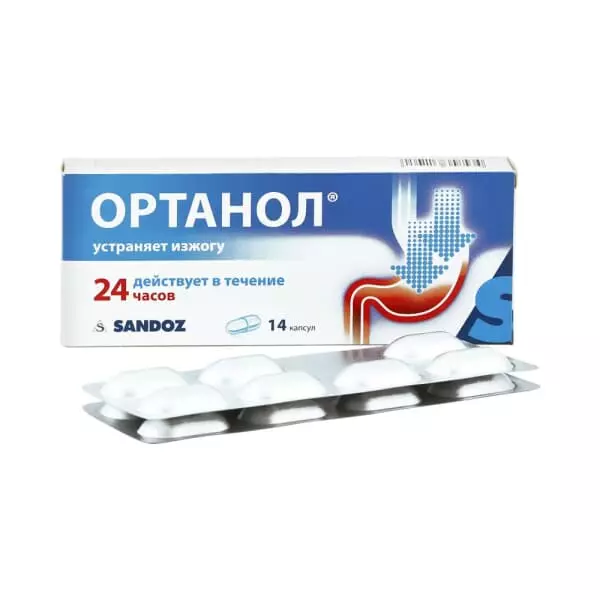 ОРТАНОЛ®
устраняет изжогу
24 действует в течение
часов
S SANDOZ
14 капсул